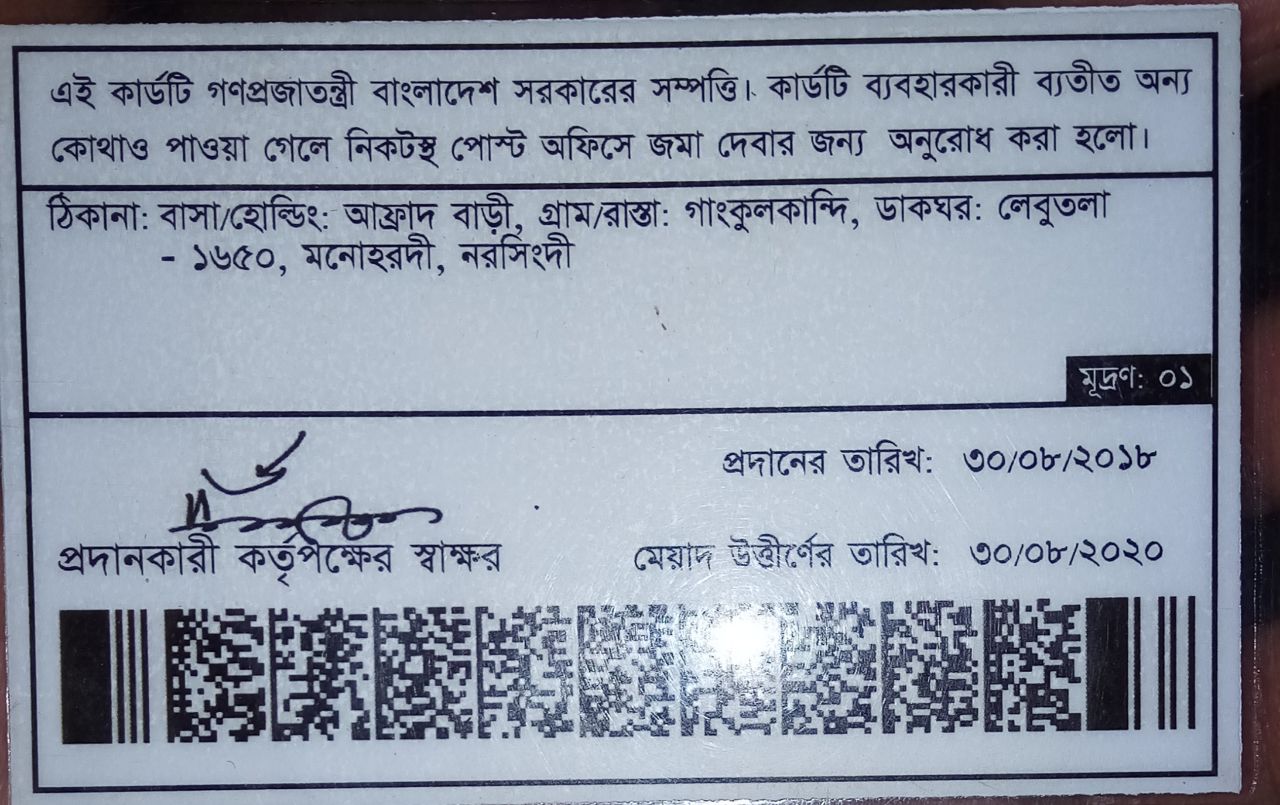 এই কার্ডটি গণপ্রজাতন্ত্রী বাংলাদেশ সরকারের সম্পত্তি। কার্ডটি ব্যবহারকারী ব্যতীত অন্য
কোথাও পাওয়া গেলে নিকটস্থ পোস্ট অফিসে জমা দেবার জন্য অনুরোধ করা হলো।
ঠিকানা: বাসা/হোল্ডিং: আফ্রাদ বাড়ী, গ্রাম/রাস্তা: গাংকুলকান্দি, ডাকঘর: লেবুতলা
- ১৬৫০, মনোহরদী, নরসিংদী
মূদ্রণ: ০১
প্রদানের তারিখ: ৩০/০৮/২০১৮
প্রদানকারী কর্তৃপক্ষের স্বাক্ষর
মেয়াদ উত্তীর্ণের তারিখ: ৩০/০৮/২০২০